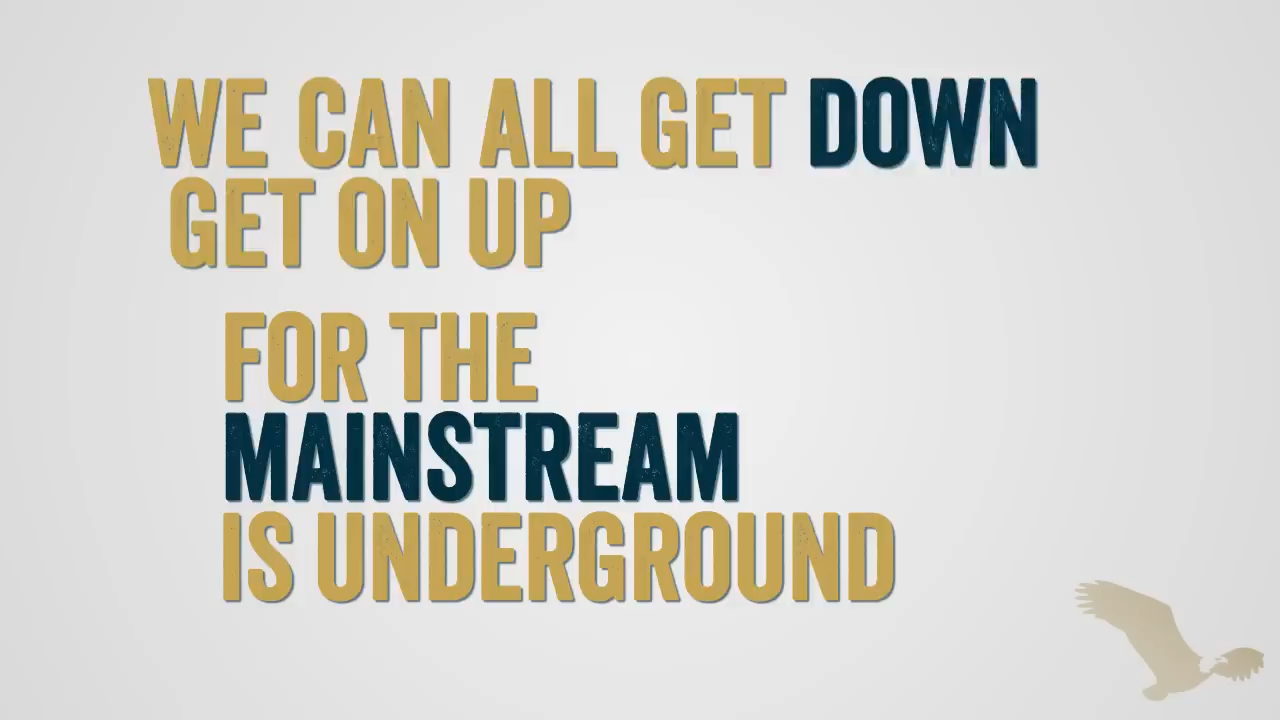 WE CAN ALL GET DOWN
GET ON UP
FOR THE
MAINSTREAM
IS UNDERGROUND